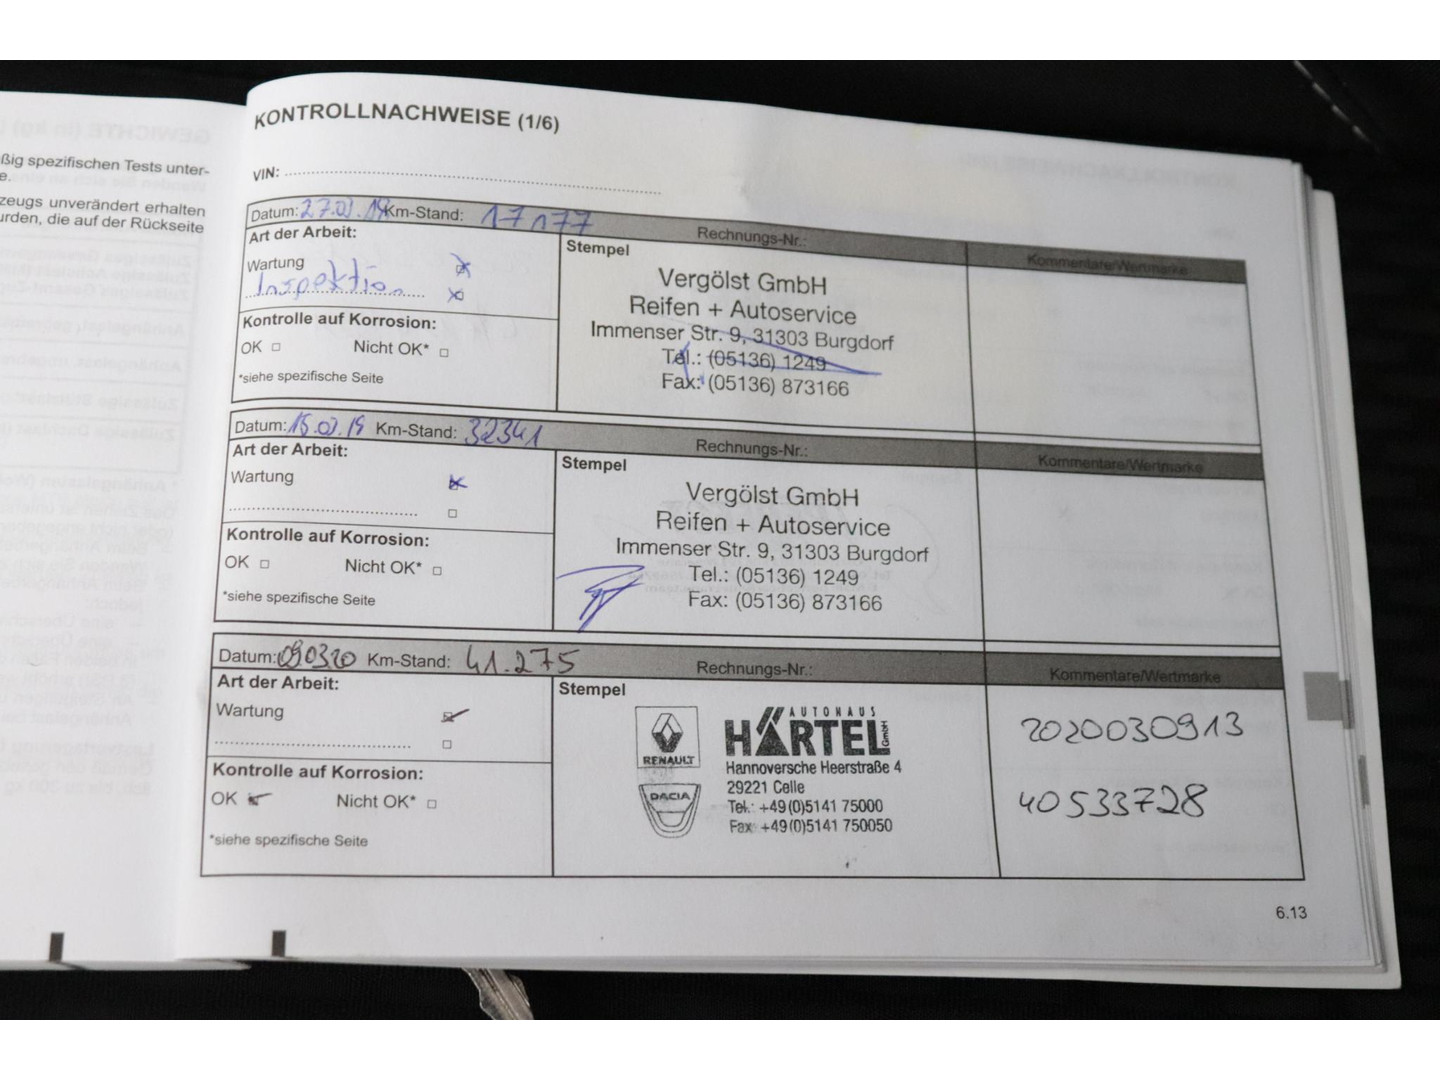 KONTROLLNACHWEISE (1/6)
VIN:
Datum: Km-Stand: 17077 Rechnungs-Nr.: Kommentare/Wertmarke
Art der Arbeit:
Stempel
Wartung
Inspektion
Kontrolle auf Korrosion:
OK Nicht OK*
*siehe spezifische Seite
Vergölst GmbH
Reifen + Autoservice
Immenser Str. 9, 31303 Burgdorf
Tel.: (05136) 1249
Fax: (05136) 873166
Datum: 15.03.19 Km-Stand: 32341 Rechnungs-Nr.: Kommentare/Wertmarke
Art der Arbeit:
Stempel
Wartung
Kontrolle auf Korrosion:
OK Nicht OK*
*siehe spezifische Seite
Vergölst GmbH
Reifen + Autoservice
Immenser Str. 9, 31303 Burgdorf
Tel.: (05136) 1249
Fax: (05136) 873166
Datum: 090320 Km-Stand: 41.275 Rechnungs-Nr.: Kommentare/Wertmarke
Art der Arbeit:
Stempel
Wartung
Kontrolle auf Korrosion:
OK Nicht OK*
*siehe spezifische Seite
RENAULT
DACIA
AUTOHAUS
HÄRTEL GmbH
Hannoversche Heerstraße 4
29221 Celle
Tel.: +49(0)5141 75000
Fax +49(0)5141 750050
2020030913
40533728
6.13
ßig spezifischen Tests unter-
e.
zeugs unverändert erhalten
urden, die auf der Rückseite